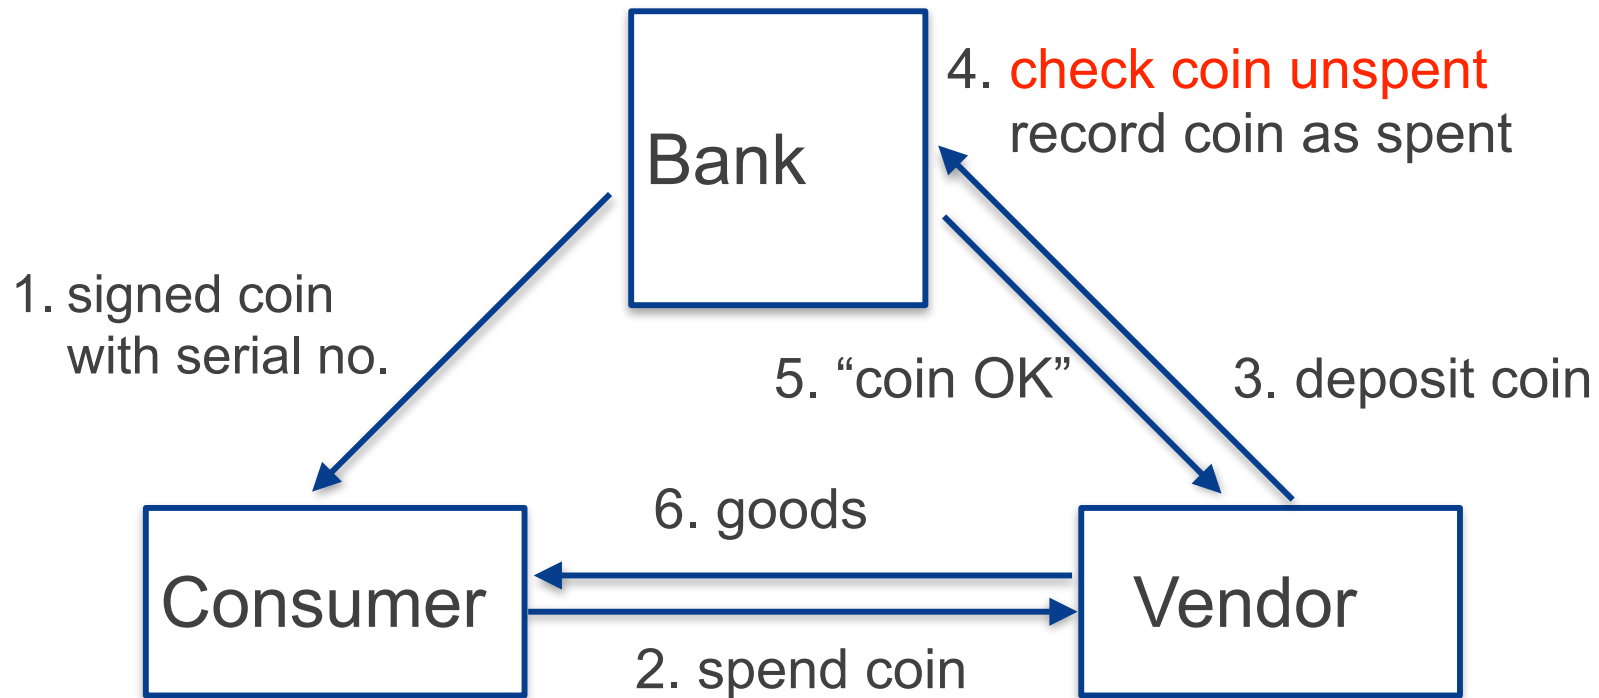 Bank
4. check coin unspent
record coin as spent
1. signed coin
with serial no.
5. “coin OK”
3. deposit coin
6. goods
Consumer
Vendor
2. spend coin